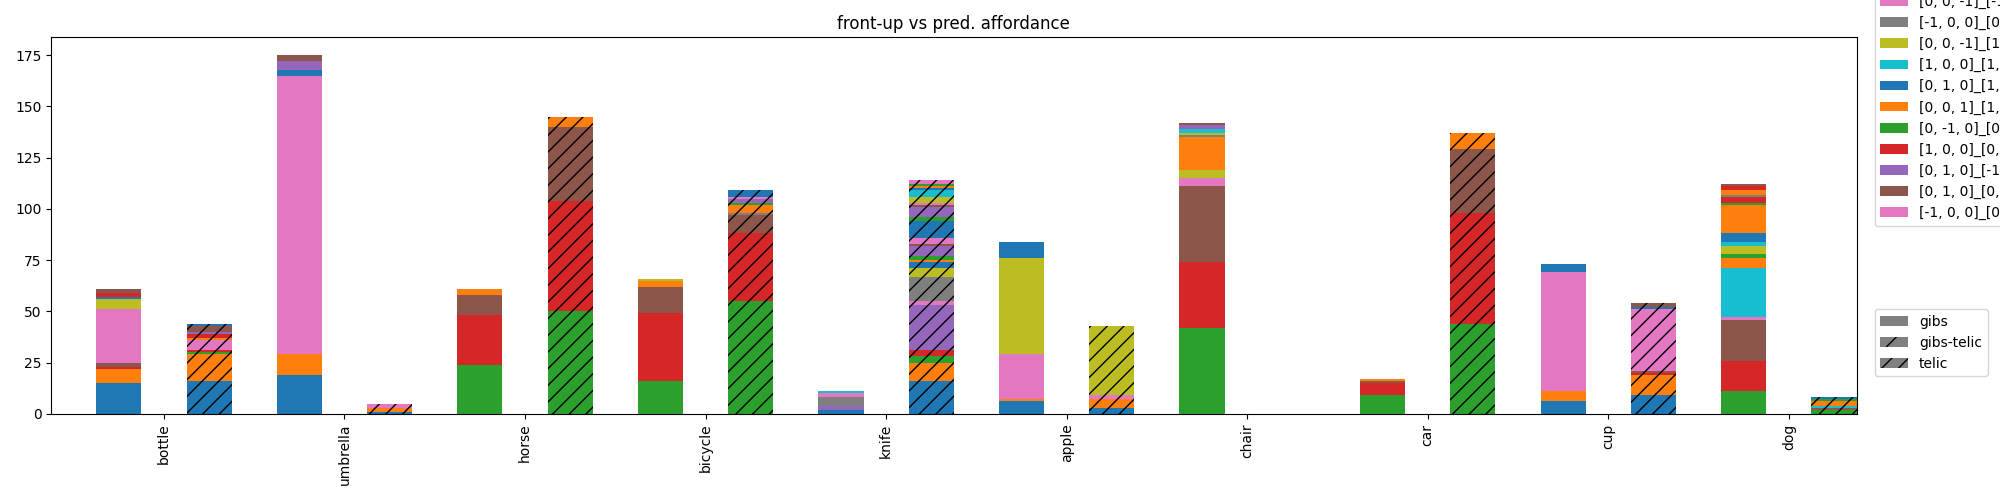 front-up vs pred. affordance
175
150
125
100
75
50
25
0
bottle
umbrella
horse
bicycle
knife
apple
chair
car
cup
dog
[0, 0, -1]_[-1
[-1, 0, 0]_[0
[0, 0, -1]_[1
[1, 0, 0]_[1,
[0, 1, 0]_[1,
[0, 0, 1]_[1,
[0, -1, 0]_[0
[1, 0, 0]_[0,
[0, 1, 0]_[-1
[0, 1, 0]_[0,
[-1, 0, 0]_[0
gibs
gibs-telic
telic